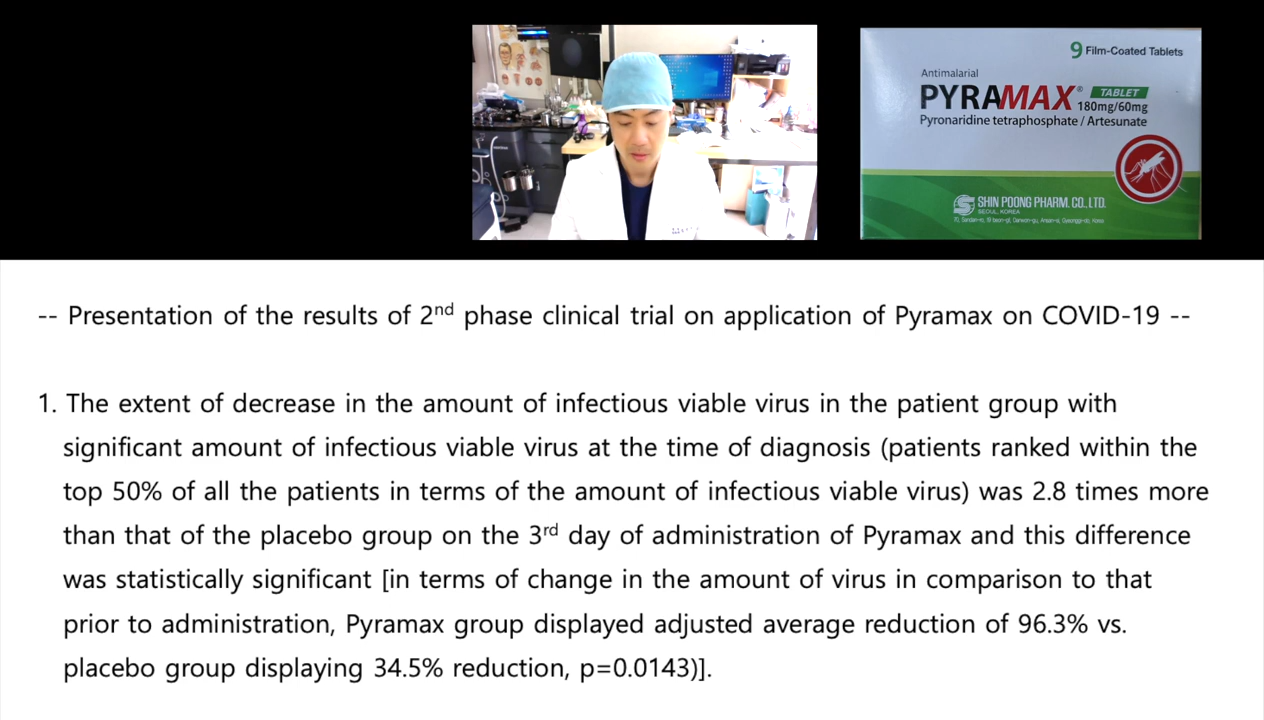 9 Film-Coated Tablets
Antimalarial
PYRAMAX® TABLET
180mg/60mg
Pyronaridine tetraphosphate / Artesunate
SHIN POONG PHARM. CO., LTD.
SEOUL, KOREA
-- Presentation of the results of 2nd phase clinical trial on application of Pyramax on COVID-19 --
1. The extent of decrease in the amount of infectious viable virus in the patient group with
significant amount of infectious viable virus at the time of diagnosis (patients ranked within the
top 50% of all the patients in terms of the amount of infectious viable virus) was 2.8 times more
than that of the placebo group on the 3rd day of administration of Pyramax and this difference
was statistically significant [in terms of change in the amount of virus in comparison to that
prior to administration, Pyramax group displayed adjusted average reduction of 96.3% vs.
placebo group displaying 34.5% reduction, p=0.0143)].